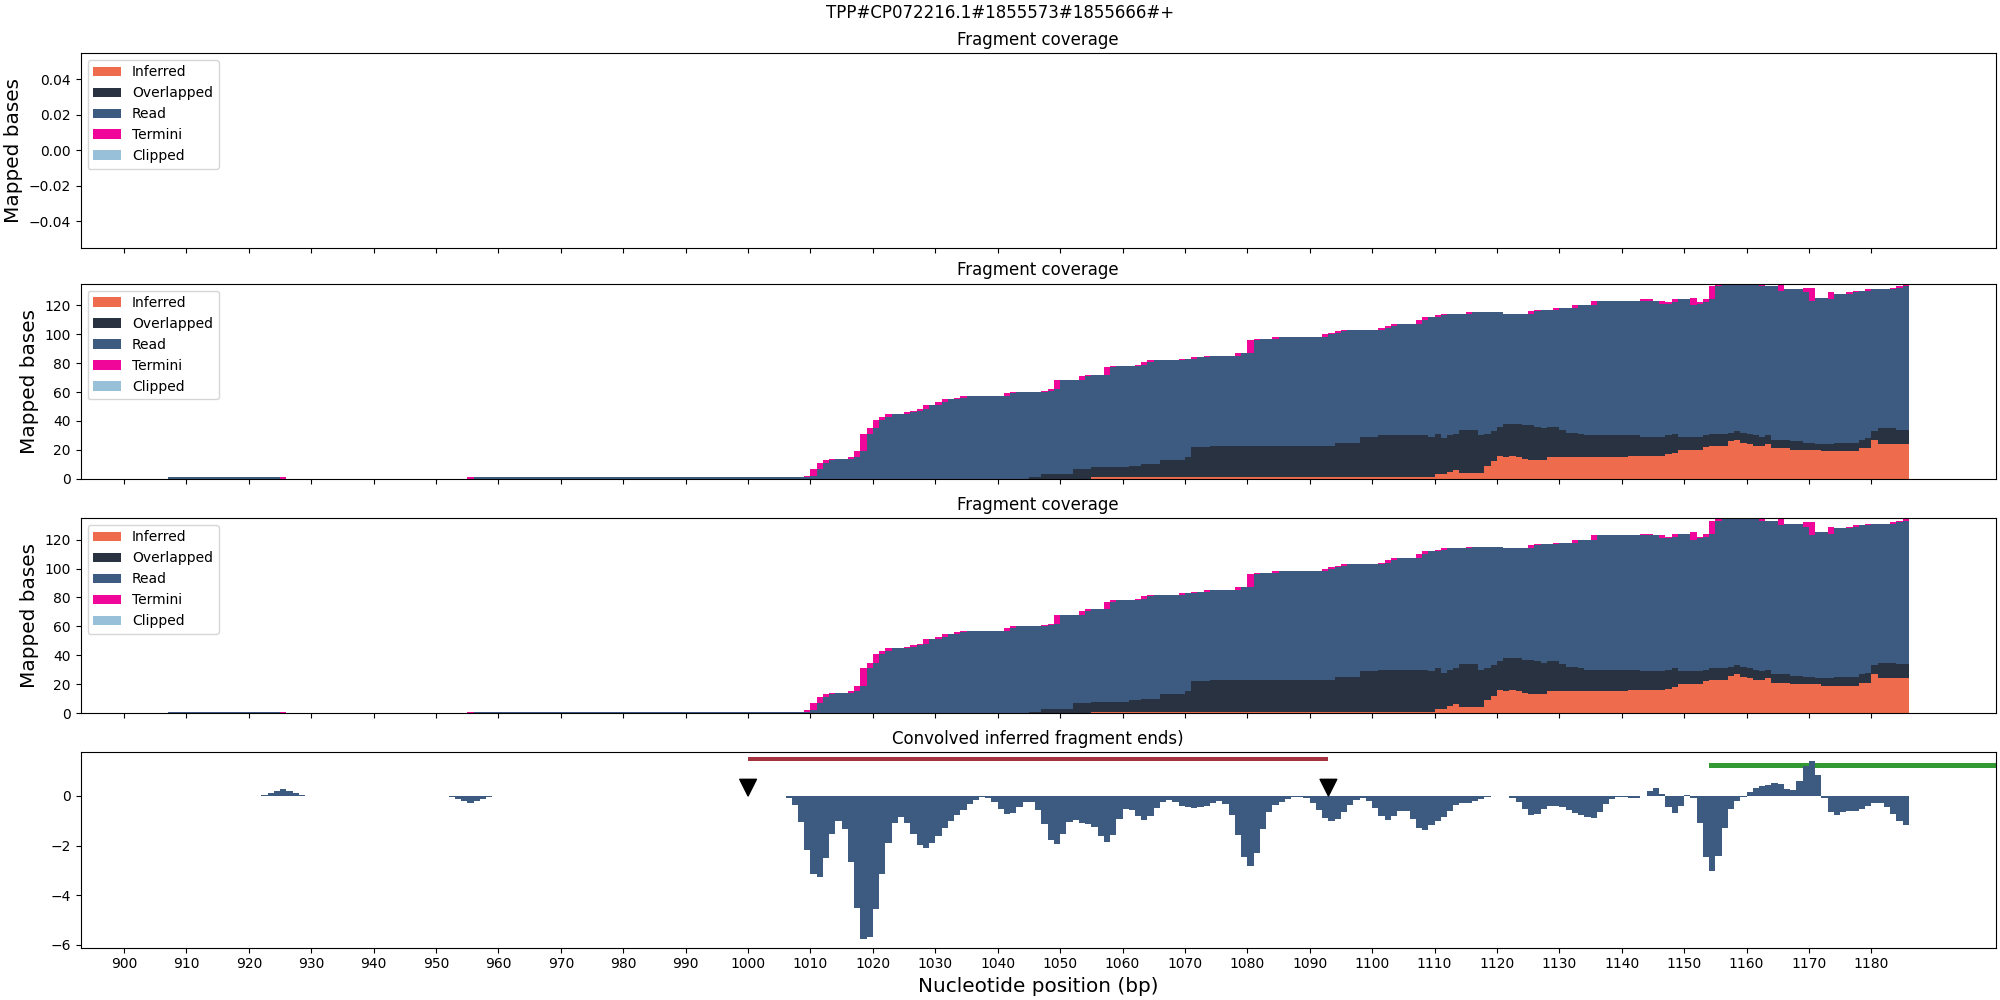 TPP#CP072216.1#1855573#1855666#+
Fragment coverage
Mapped bases
0.04
0.02
0.00
−0.02
−0.04
Inferred
Overlapped
Read
Termini
Clipped
Fragment coverage
Mapped bases
120
100
80
60
40
20
0
Inferred
Overlapped
Read
Termini
Clipped
Fragment coverage
Mapped bases
120
100
80
60
40
20
0
Inferred
Overlapped
Read
Termini
Clipped
Convolved inferred fragment ends)
0
−2
−4
−6
900 910 920 930 940 950 960 970 980 990 1000 1010 1020 1030 1040 1050 1060 1070 1080 1090 1100 1110 1120 1130 1140 1150 1160 1170 1180
Nucleotide position (bp)